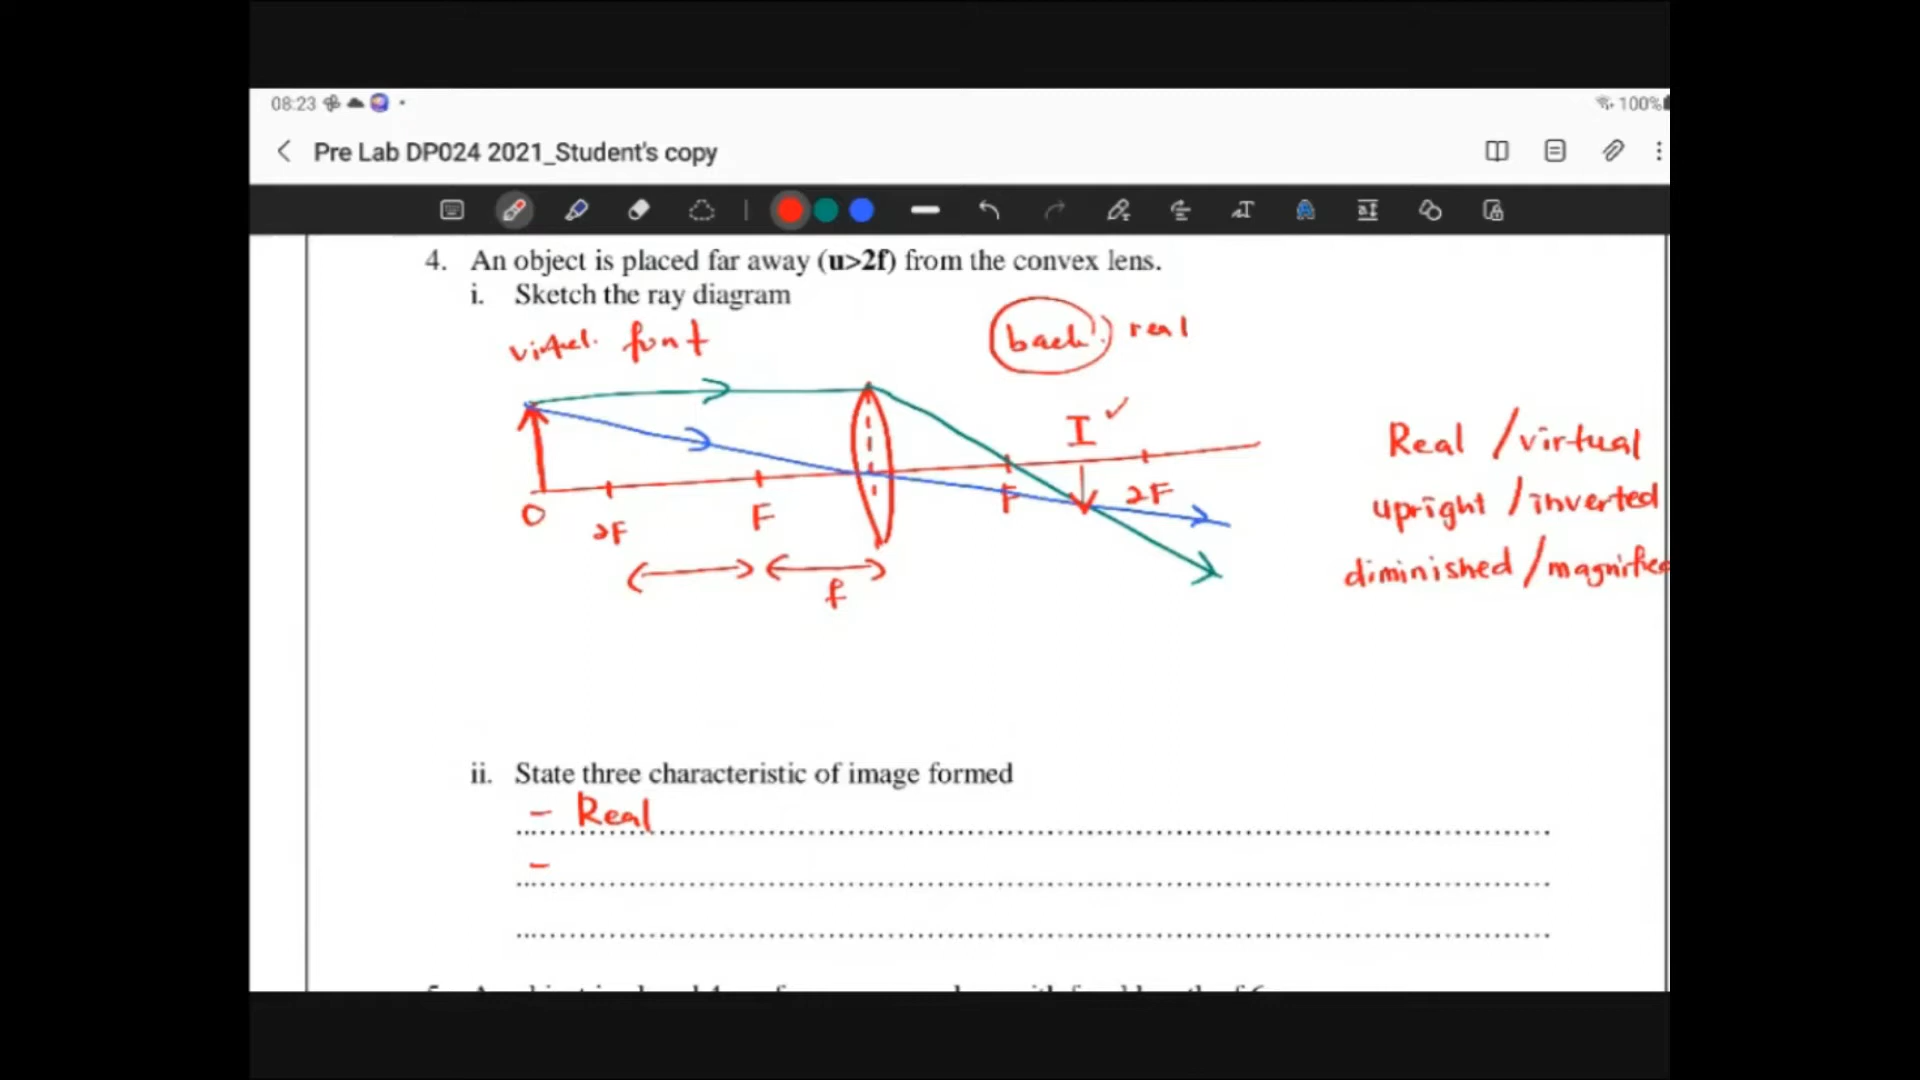 08:23
100%
Pre Lab DP024 2021_Student's copy
4. An object is placed far away (u>2f) from the convex lens.
i. Sketch the ray diagram
font
back real
I
Real / virtual
upright / inverted
diminished / magnified
O 2F F F 2F
f
ii. State three characteristic of image formed
- Real
-